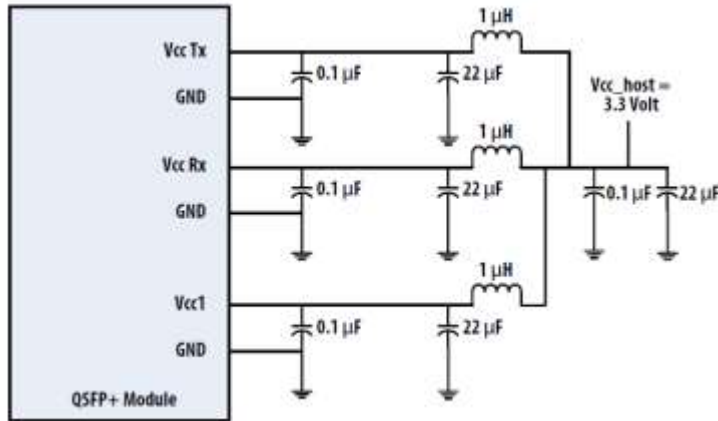 1 µH
Vcc Tx
0.1 µF
22 µF
GND
Vcc_host =
3.3 Volt
1 µH
Vcc Rx
0.1 µF
22 µF
0.1 µF
22 µF
GND
1 µH
Vcc1
0.1 µF
22 µF
GND
QSFP+ Module